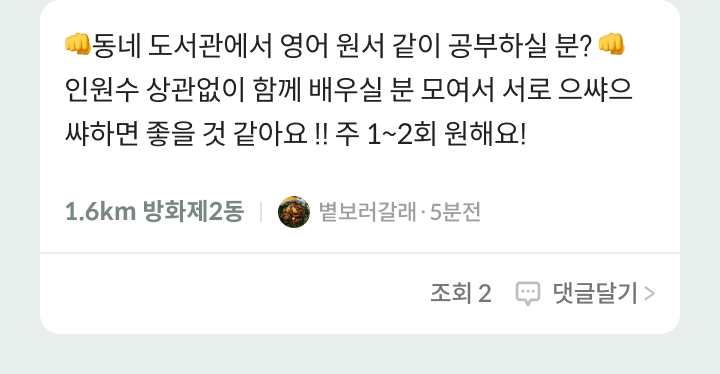 👊동네 도서관에서 영어 원서 같이 공부하실 분? 👊
인원수 상관없이 함께 배우실 분 모여서 서로 으쌰으
쌰하면 좋을 것 같아요 !! 주 1~2회 원해요!
1.6km 방화제2동 | 볕보러갈래 · 5분전
조회 2 댓글달기 >